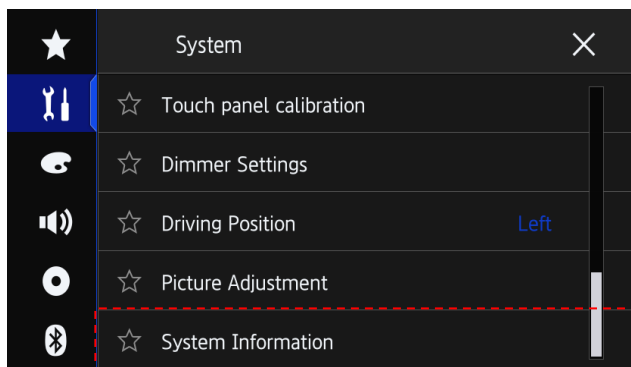 System
Touch panel calibration
Dimmer Settings
Driving Position Left
Picture Adjustment
System Information